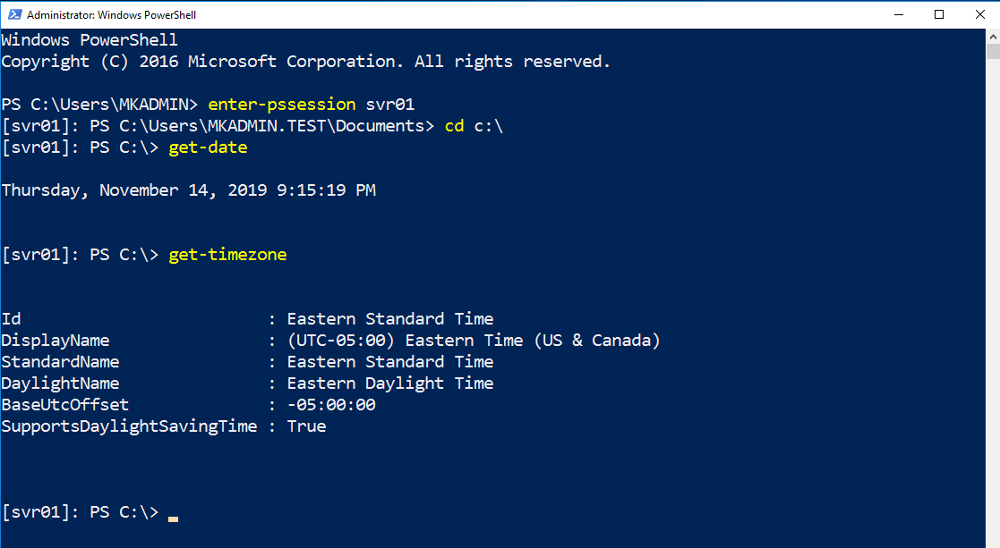 Administrator: Windows PowerShell
Windows PowerShell
Copyright (C) 2016 Microsoft Corporation. All rights reserved.
PS C:\Users\MKADMIN> enter-pssession svr01
[svr01]: PS C:\Users\MKADMIN.TEST\Documents> cd c:\
[svr01]: PS C:\> get-date
Thursday, November 14, 2019 9:15:19 PM
[svr01]: PS C:\> get-timezone
Id                         : Eastern Standard Time
DisplayName                : (UTC-05:00) Eastern Time (US & Canada)
StandardName               : Eastern Standard Time
DaylightName               : Eastern Daylight Time
BaseUtcOffset              : -05:00:00
SupportsDaylightSavingTime : True
[svr01]: PS C:\>